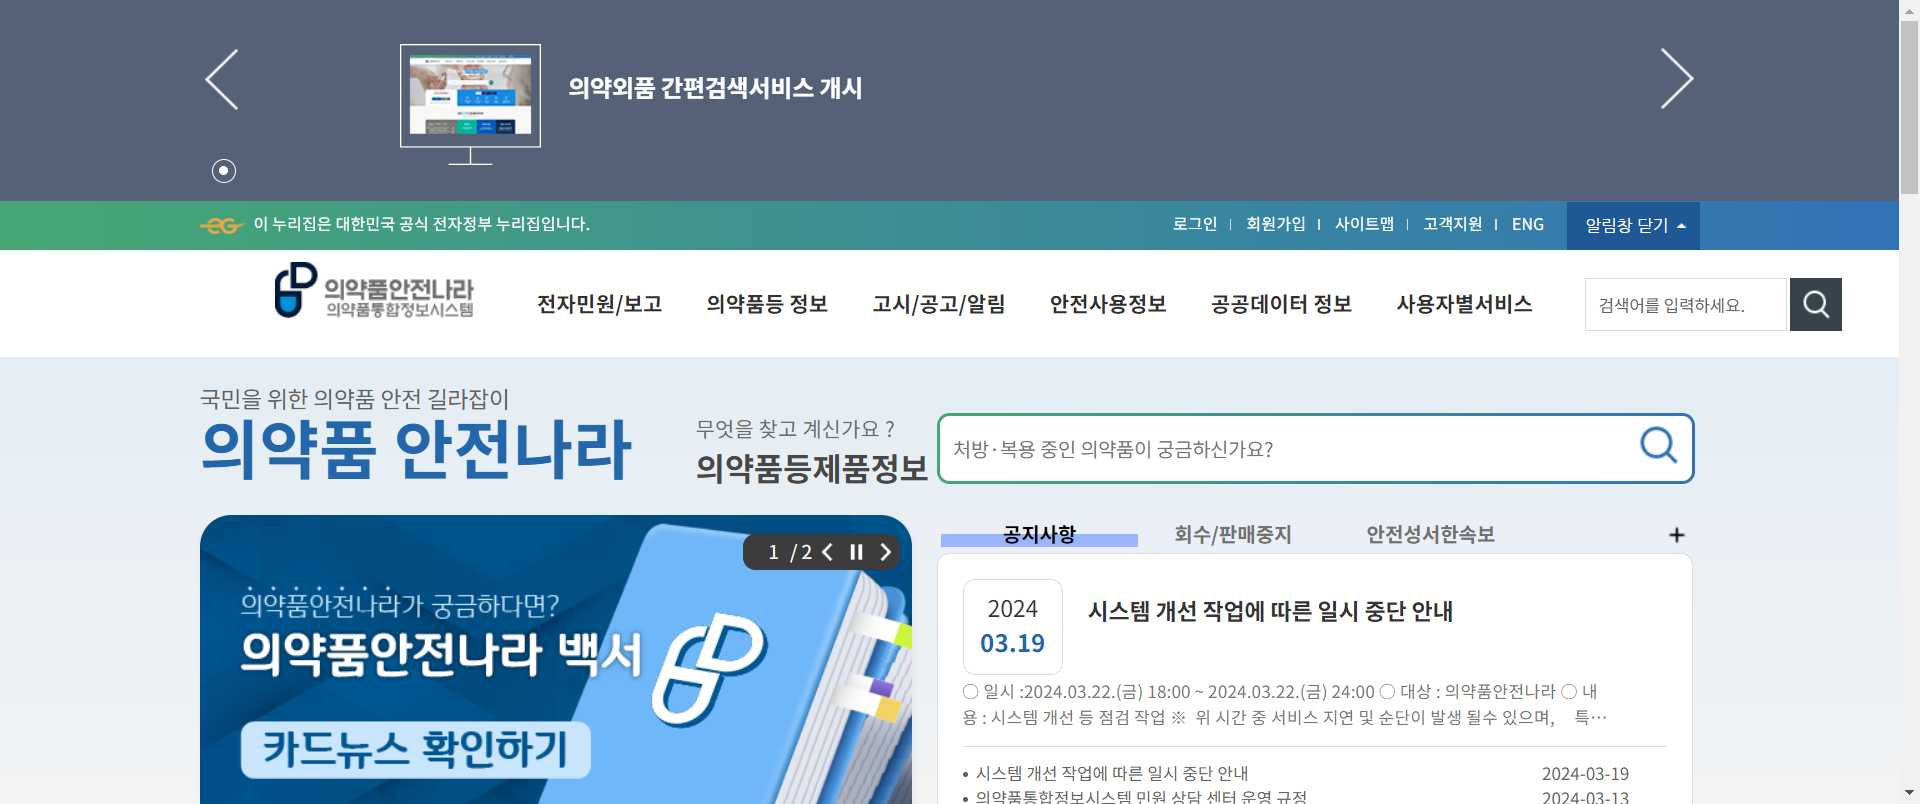 의약외품 간편검색서비스 개시
이 누리집은 대한민국 공식 전자정부 누리집입니다.
로그인 회원가입 사이트맵 고객지원 ENG 알림창 닫기
의약품안전나라
의약품통합정보시스템
전자민원/보고 의약품등 정보 고시/공고/알림 안전사용정보 공공데이터 정보 사용자별서비스
검색어를 입력하세요.
국민을 위한 의약품 안전 길라잡이
의약품 안전나라
무엇을 찾고 계신가요 ?
의약품등제품정보
처방·복용 중인 의약품이 궁금하신가요?
1 / 2
의약품안전나라가 궁금하다면?
의약품안전나라 백서
카드뉴스 확인하기
공지사항 회수/판매중지 안전성서한속보 +
2024
03.19
시스템 개선 작업에 따른 일시 중단 안내
○ 일시 :2024.03.22.(금) 18:00 ~ 2024.03.22.(금) 24:00 ○ 대상 : 의약품안전나라 ○ 내
용 : 시스템 개선 등 점검 작업 ※ 위 시간 중 서비스 지연 및 순단이 발생 될수 있으며, 특…
• 시스템 개선 작업에 따른 일시 중단 안내 2024-03-19
• 의약품통합정보시스템 민원 상담 센터 운영 규정 2024-03-13